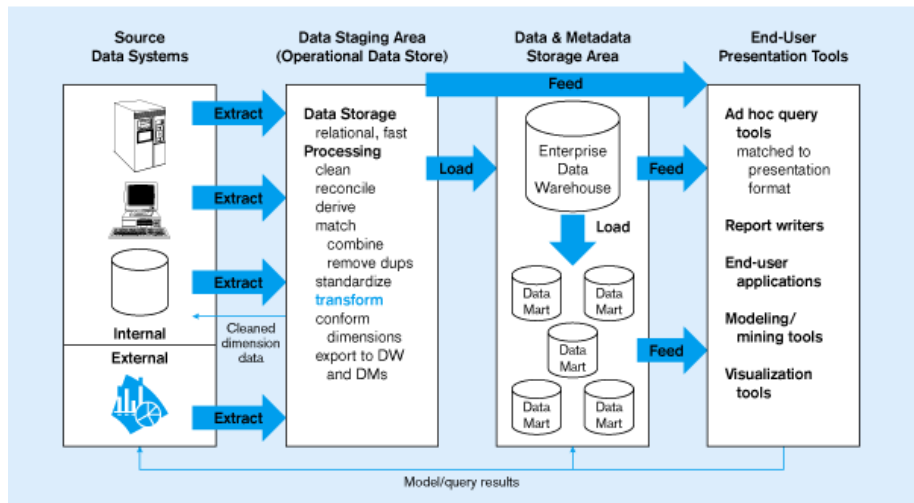 Source
Data Systems
Data Staging Area
(Operational Data Store)
Data & Metadata
Storage Area
End-User
Presentation Tools
Extract
Extract
Extract
Internal
External
Extract
Data Storage
relational, fast
Processing
clean
reconcile
derive
match
combine
remove dups
standardize
transform
conform
dimensions
export to DW
and DMs
Cleaned
dimension
data
Feed
Load
Enterprise
Data
Warehouse
Feed
Load
Data
Mart
Data
Mart
Data
Mart
Data
Mart
Data
Mart
Feed
Ad hoc query
tools
matched to
presentation
format
Report writers
End-user
applications
Modeling/
mining tools
Visualization
tools
Model/query results